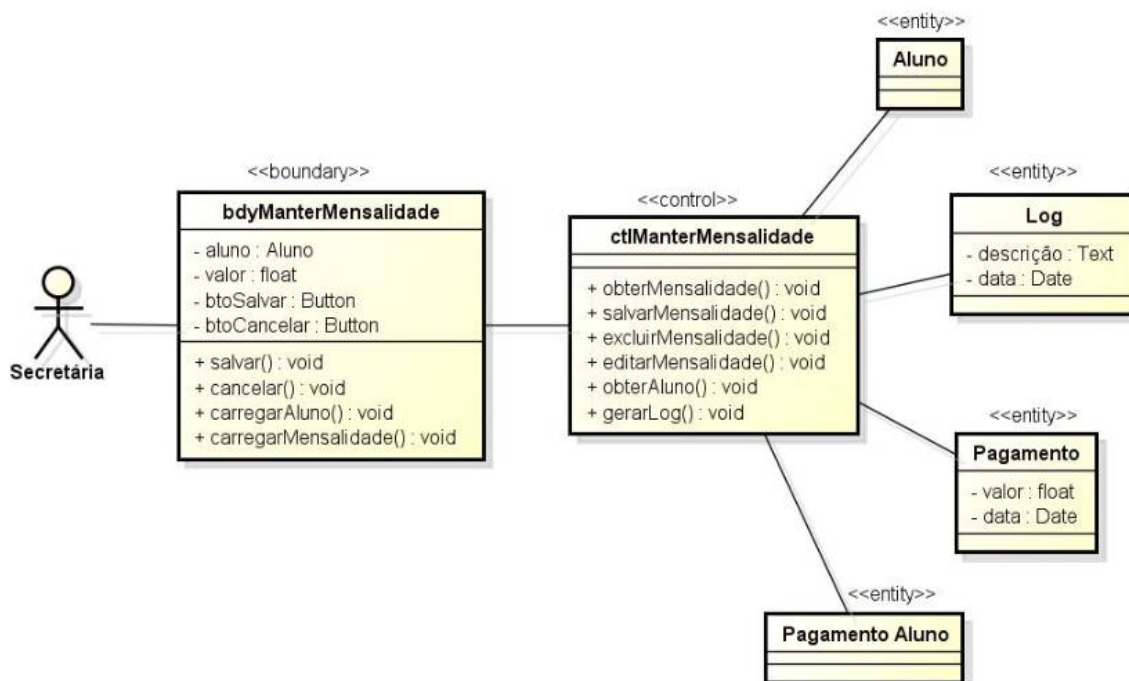 <<entity>>
Aluno
<<boundary>>
bdyManterMensalidade
- aluno : Aluno
- valor : float
- btoSalvar : Button
- btoCancelar : Button
+ salvar() : void
+ cancelar() : void
+ carregarAluno() : void
+ carregarMensalidade() : void
Secretária
<<control>>
ctlManterMensalidade
+ obterMensalidade() : void
+ salvarMensalidade() : void
+ excluirMensalidade() : void
+ editarMensalidade() : void
+ obterAluno() : void
+ gerarLog() : void
<<entity>>
Log
- descrição : Text
- data : Date
<<entity>>
Pagamento
- valor : float
- data : Date
<<entity>>
Pagamento Aluno